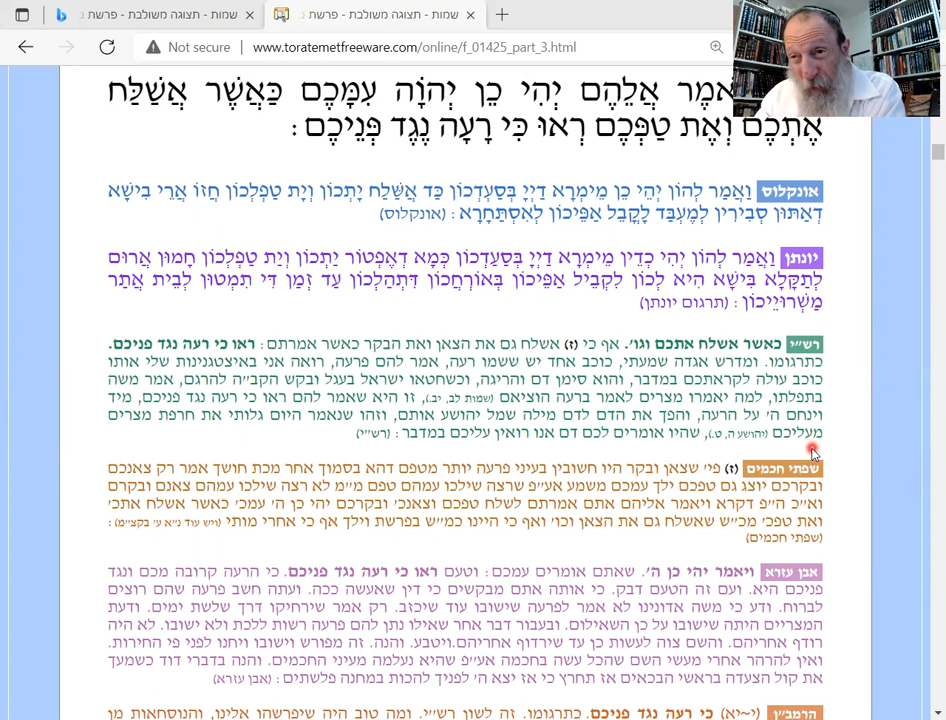 שמות - תצוגה משולבת - פרשת
שמות - תצוגה משולבת - פרשת
Not secure
www.toratemetfreeware.com/online/f_01425_part_3.html
אֲלֵהֶם יְהִי כֵן יְהוָה עִמָּכֶם כַּאֲשֶׁר אֲשַׁלַּח
אֶתְכֶם וְאֶת טַפְּכֶם רְאוּ כִּי רָעָה נֶגֶד פְּנֵיכֶם :
אונקלוס וַאֲמַר לְהוֹן יְהֵי כֵן מֵימְרָא דַיְיָ בְּסַעְדְכוֹן כַּד אֲשַׁלַּח יָתְכוֹן וְיָת טַפְלְכוֹן חֲזוֹ אֲרֵי בִישָׁא
דְאַתּוּן סְבִירִין לְמֶעְבַּד לָקֳבֵל אַפֵּיכוֹן לְאִסְתַּחָרָא : (אונקלוס)
יונתן וַאֲמַר לְהוֹן יְהֵי כְדֵין מֵימְרָא דַיְיָ בְּסַעְדְכוֹן כְּמָא דְאֶפְטוֹר יַתְכוֹן וְיַת טַפְלְכוֹן חָמוּן אֲרוּם
לְתַקָּלָא בִּישָׁא הִיא לְכוֹן לִקְבֵיל אַפֵּיכוֹן בְּאוֹרְחֲכוֹן דִּתְהַלְכוֹן עַד זְמַן דִּי תִמְטוּן לְבֵית אֲתַר
מַשְׁרוּיֵיכוֹן : (תרגום יונתן)
רש״י כאשר אשלח אתכם וגו'. אף כי (ז) אשלח גם את הצאן ואת הבקר כאשר אמרתם : ראו כי רעה נגד פניכם.
כתרגומו. ומדרש אגדה שמעתי, כוכב אחד יש ששמו רעה, אמר להם פרעה, רואה אני באיצטגנינות שלי אותו
כוכב עולה לקראתכם במדבר, והוא סימן דם והריגה, וכשחטאו ישראל בעגל ובקש הקב״ה להרגם, אמר משה
בתפלתו, למה יאמרו מצרים לאמר ברעה הוציאם (שמות לב, יב.), זו היא שאמר להם ראו כי רעה נגד פניכם, מיד
וינחם ה' על הרעה, והפך את הדם לדם מילה שמל יהושע אותם, וזהו שנאמר היום גלותי את חרפת מצרים
מעליכם (יהושע ה, ט.), שהיו אומרים לכם דם אנו רואין עליכם במדבר : (רש״י)
שפתי חכמים (ז) פי' שצאן ובקר היו חשובין בעיני פרעה יותר מטפם דהא בסמוך אחר מכת חושך אמר רק צאנכם
ובקרכם יוצג גם טפכם ילך עמכם משמע אע״פ שרצה שילכו עמהם טפם מ״מ לא רצה שילכו עמהם צאנם ובקרם
וא״כ ה״פ דקרא ויאמר אליהם אתם אמרתם לשלח טפכם וצאנכ' ובקרכם יהי כן ה' עמכ' כאשר אשלח אתכ'
ואת טפכ' מכ״ש שאשלח גם את הצאן וכו' ואף כי היינו כמ״ש בפרשת וילך אף כי אחרי מותי (ויש עוד נ״א ע' בקצ״מ) :
(שפתי חכמים)
אבן עזרא ויאמר יהי כן ה'. שאתם אומרים עמכם : וטעם ראו כי רעה נגד פניכם. כי הרעה קרובה מכם ונגד
פניכם היא. ועם זה הטעם דבק. כי אותה אתם מבקשים כי דין שאעשה ככה. ועתה חשב פרעה שהם רוצים
לברוח. ודע כי משה אדונינו לא אמר לפרעה שישובו עוד שיכזב. רק אמר שירחיקו דרך שלשת ימים. ודעת
המצריים היתה שישובו על כן השאילום. ובעבור דבר אחר שאילו נתן להם פרעה רשות ללכת ולא ישובו. לא היה
רודף אחריהם. והשם צוה לעשות כן עד שירדוף אחריהם.ויטבע. והנה. זה מפורש וישובו ויחנו לפני פי החירות.
ואין להרהר אחרי מעשי השם שהכל עשה בחכמה אע״פ שהיא נעלמה מעיני החכמים. והנה בדברי דוד כשמעך
את קול הצעדה בראשי הבכאים אז תחרץ כי אז יצא ה' לפניך להכות במחנה פלשתים : (אבן עזרא)
הרמב״ן (י~יא) כי רעה נגד פניכם. כתרגומו. זה לשון רש״י. ומה טוב היה שיפרשהו אלינו, והנוסחאות מן